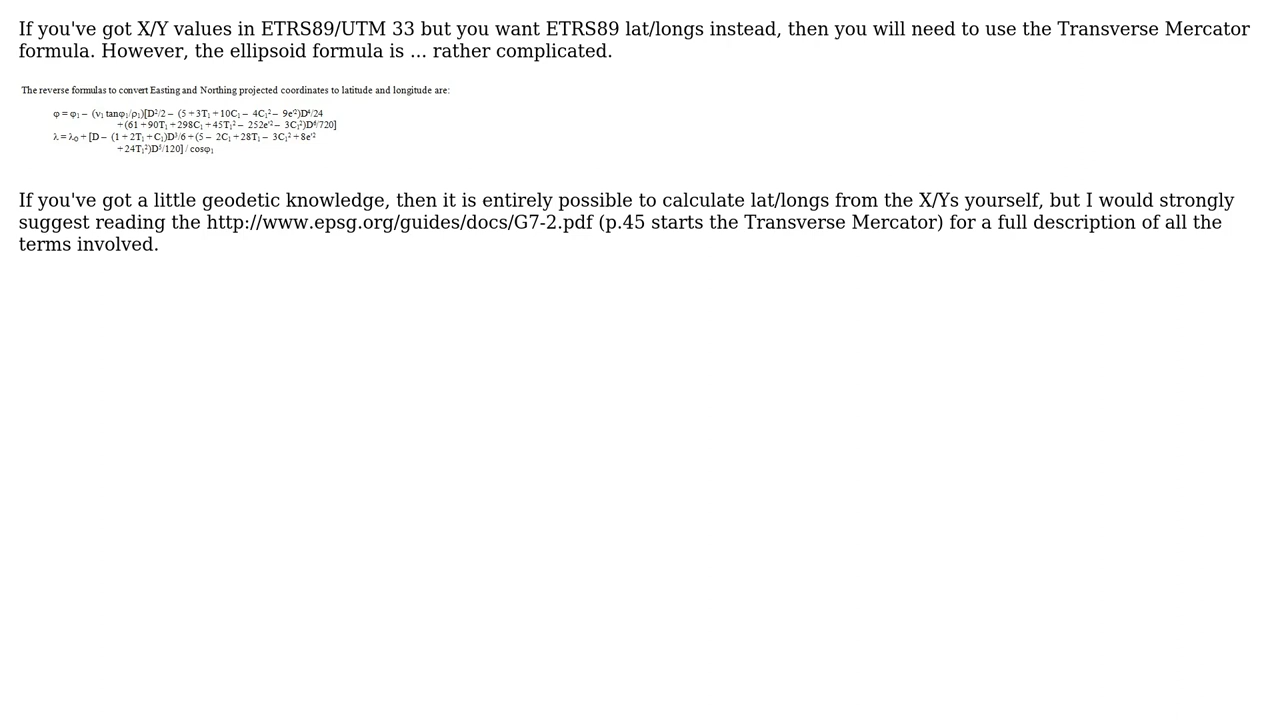 If you've got X/Y values in ETRS89/UTM 33 but you want ETRS89 lat/longs instead, then you will need to use the Transverse Mercator
formula. However, the ellipsoid formula is ... rather complicated.
The reverse formulas to convert Easting and Northing projected coordinates to latitude and longitude are:
φ = φ₁ – (ν₁ tanφ₁/ρ₁)[D²/2 – (5 + 3T₁ + 10C₁ – 4C₁² – 9e'²)D⁴/24
+ (61 + 90T₁ + 298C₁ + 45T₁² – 252e'² – 3C₁²)D⁶/720]
λ = λ₀ + [D – (1 + 2T₁ + C₁)D³/6 + (5 – 2C₁ + 28T₁ – 3C₁² + 8e'²
+ 24T₁²)D⁵/120] / cosφ₁
If you've got a little geodetic knowledge, then it is entirely possible to calculate lat/longs from the X/Ys yourself, but I would strongly
suggest reading the http://www.epsg.org/guides/docs/G7-2.pdf (p.45 starts the Transverse Mercator) for a full description of all the
terms involved.